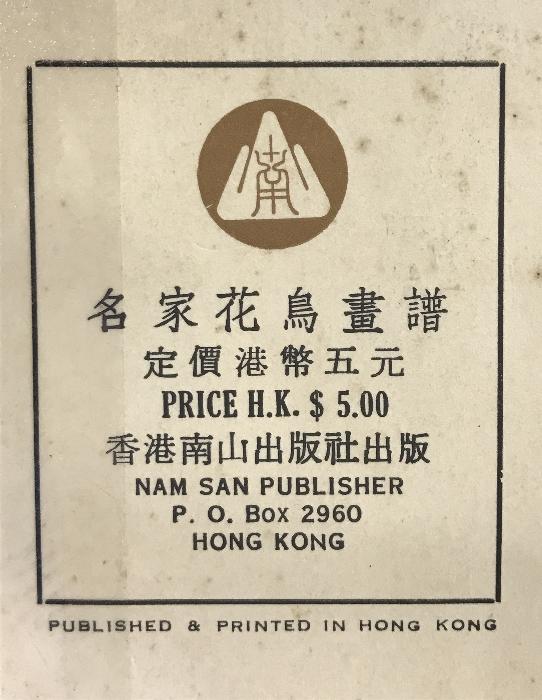 南
名家花鳥畫譜
定價港幣五元
PRICE H.K. $ 5.00
香港南山出版社出版
NAM SAN PUBLISHER
P. O. Box 2960
HONG KONG
PUBLISHED & PRINTED IN HONG KONG